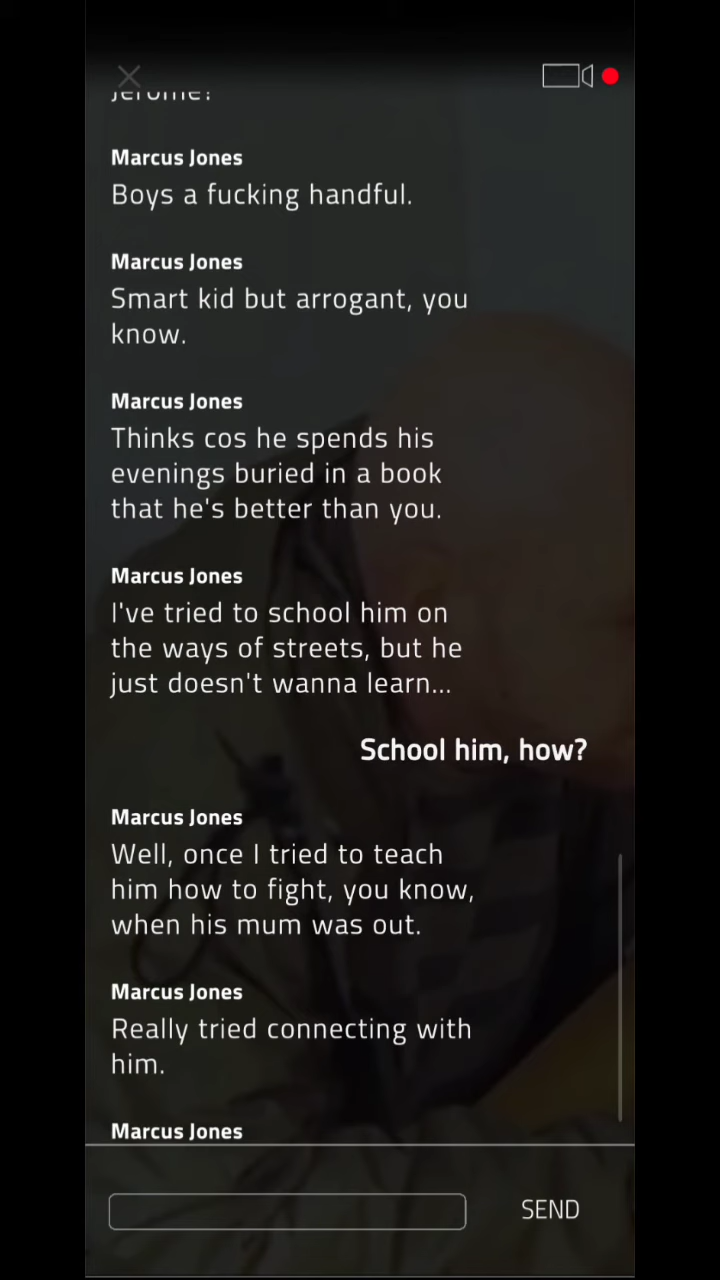 Jerome?
Marcus Jones
Boys a fucking handful.
Marcus Jones
Smart kid but arrogant, you
know.
Marcus Jones
Thinks cos he spends his
evenings buried in a book
that he's better than you.
Marcus Jones
I've tried to school him on
the ways of streets, but he
just doesn't wanna learn...
School him, how?
Marcus Jones
Well, once I tried to teach
him how to fight, you know,
when his mum was out.
Marcus Jones
Really tried connecting with
him.
Marcus Jones
SEND